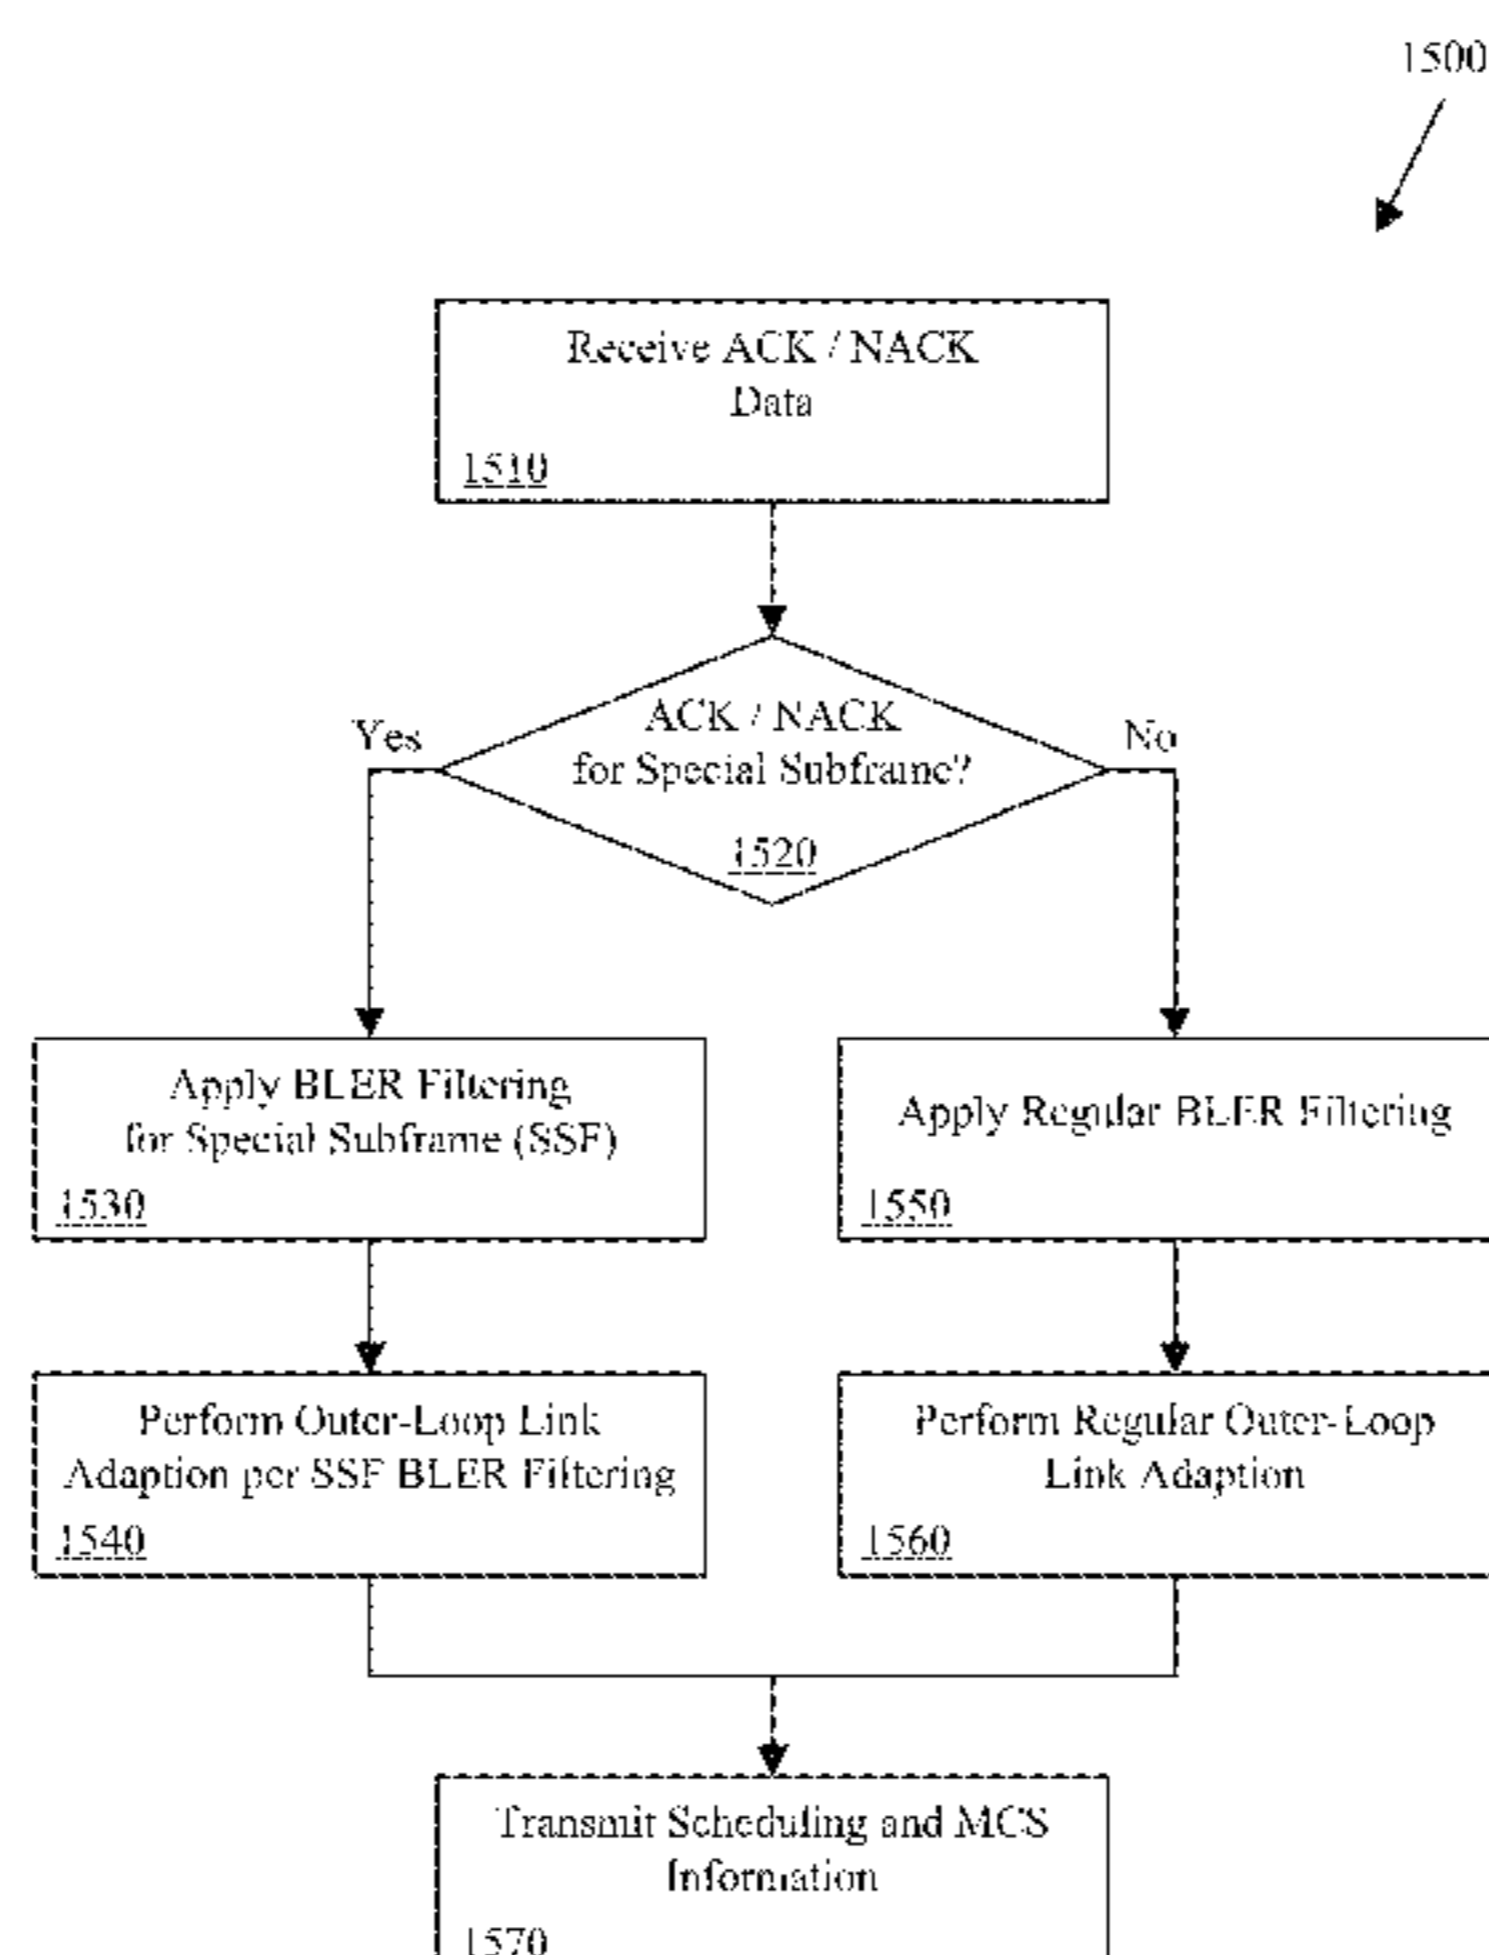 1500
Receive ACK / NACK
Data
1510
ACK / NACK
for Special Subframe?
1520
Yes
No
Apply BLER Filtering
for Special Subframe (SSF)
1530
Apply Regular BLER Filtering
1550
Perform Outer-Loop Link
Adaption per SSF BLER Filtering
1540
Perform Regular Outer-Loop
Link Adaption
1560
Transmit Scheduling and MCS
Information
1570